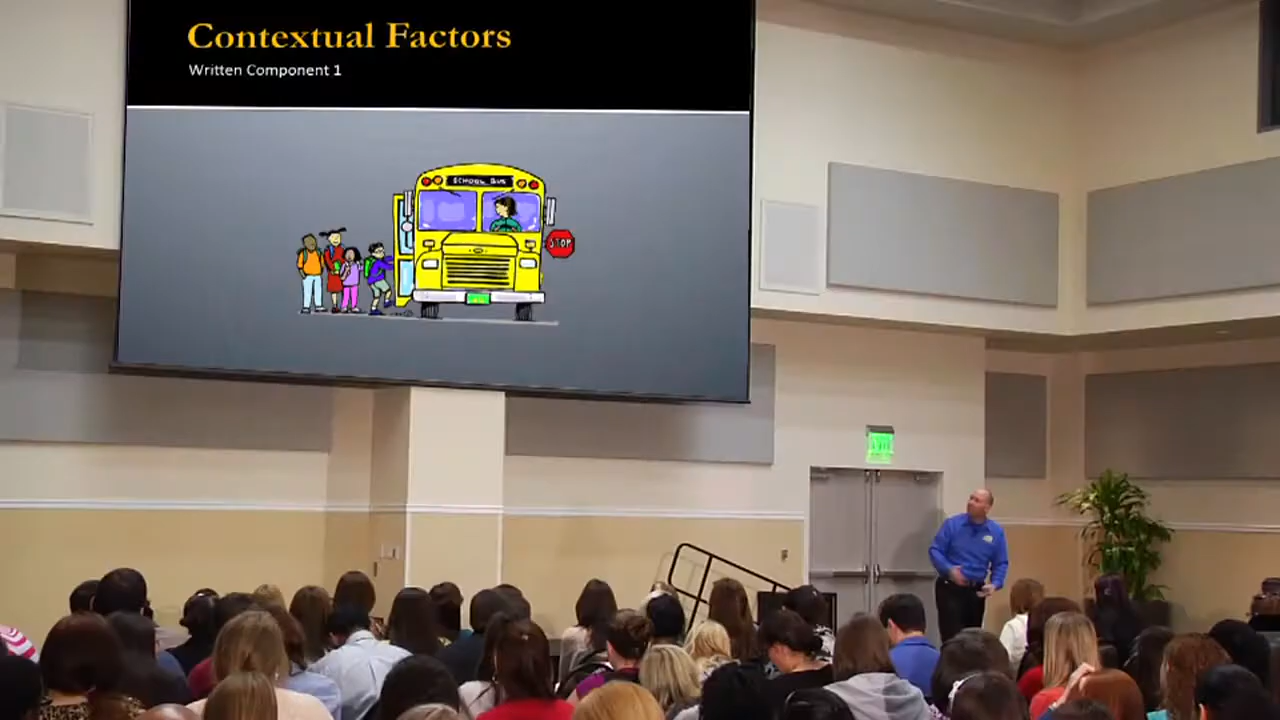 Contextual Factors
Written Component 1
SCHOOL BUS
STOP
EXIT